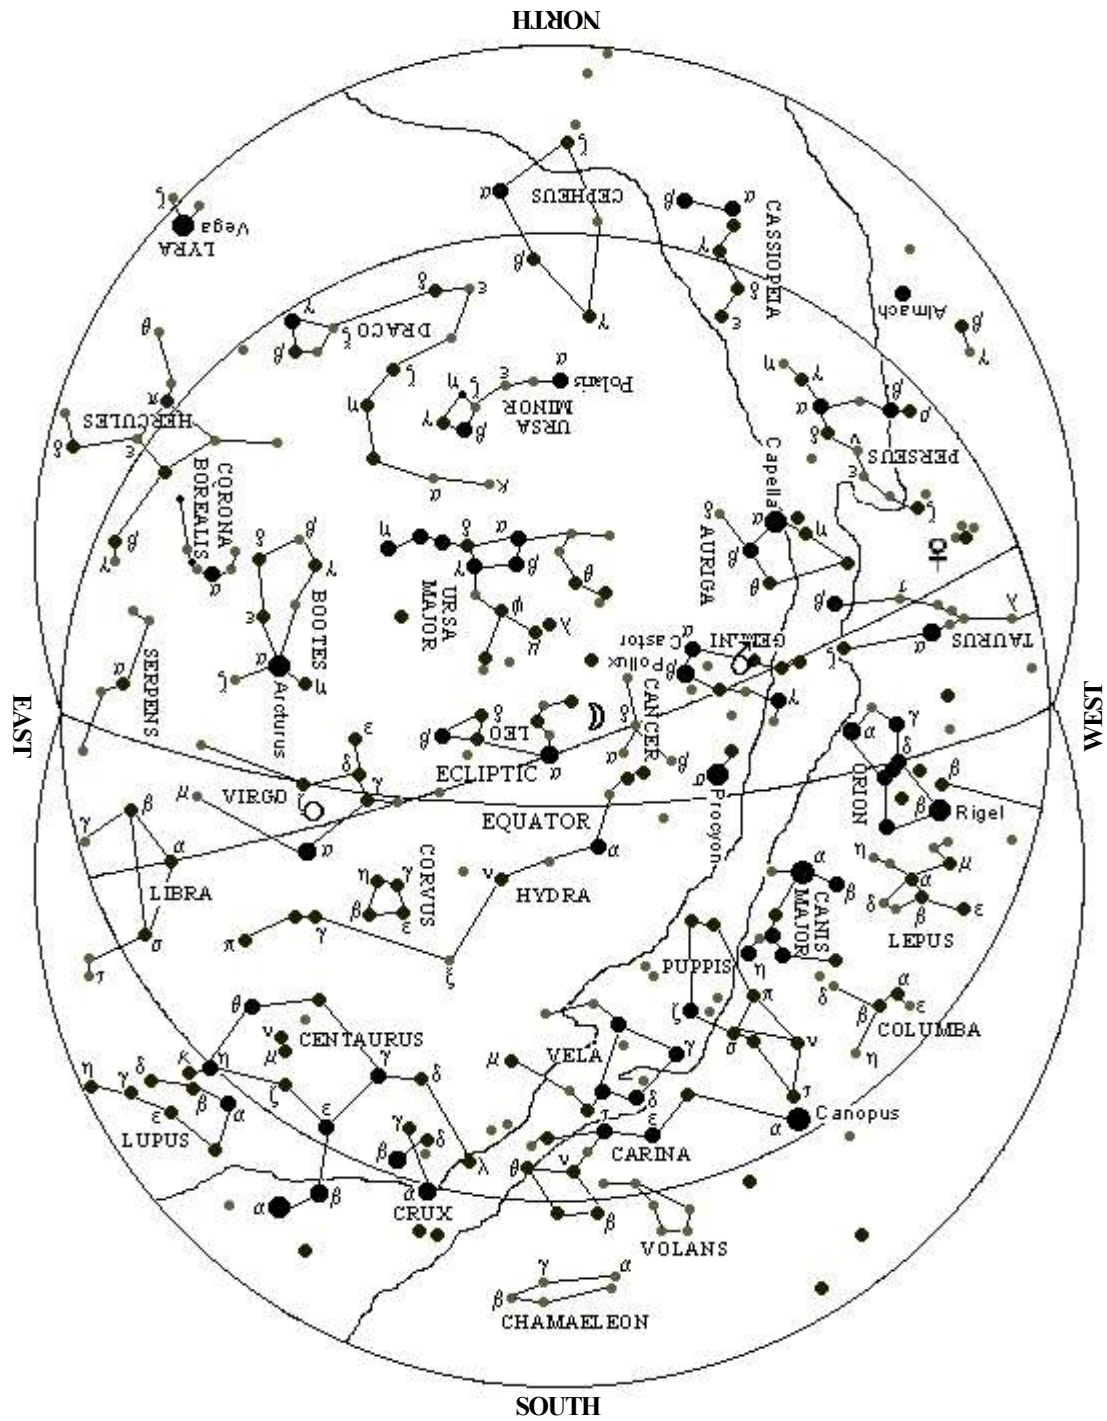 NORTH
ζ
α
CEPHEUS
β
α
CASSIOPEIA
ζ
Vega
LYRA
γ
β
δ
ε
γ
δ
ε
Almach
γ
DRACO
ζ
β
β
γ
θ
α
Polaris
η
γ
η
ζ
ε
URSA
MINOR
β
γ
α
β
ρ
π
HERCULES
η
δ
ν
PERSEUS
δ
ε
ε
Capella
CORONA
BOREALIS
α
κ
δ
ζ
β
γ
δ
β
γ
α
η
δ
α
γ
β
α
η
AURIGA
β
θ
♀
URSA
MAJOR
θ
ε
BOOTES
ψ
λ
μ
β
τ
λ
TAURUS
ζ
SERPENS
α
α
Arcturus
η
ζ
α
Castor
GEMINI
♂
β
Pollux
γ
CANCER
EAST
WEST
δ
LEO
β
α
δ
α
β
ε
δ
γ
ECLIPTIC
VIRGO
ζ
α
γ
δ
ORION
β
β
Rigel
α
Procyon
EQUATOR
μ
β
γ
α
LIBRA
σ
τ
α
α
ν
HYDRA
ζ
CORVUS
η
γ
β
ε
π
γ
α
β
CANIS
MAJOR
η
η
μ
α
δ
β
ε
LEPUS
PUPPIS
π
ζ
σ
ν
τ
δ
α
β
ε
COLUMBA
η
θ
ν
CENTAURUS
μ
κ
η
γ
δ
ζ
ε
μ
VELA
γ
δ
τ
ε
η
γ
δ
β
ε
α
LUPUS
Canopus
α
CARINA
γ
δ
β
λ
α
CRUX
θ
ν
β
α
β
VOLANS
γ
α
β
CHAMAELEON
SOUTH